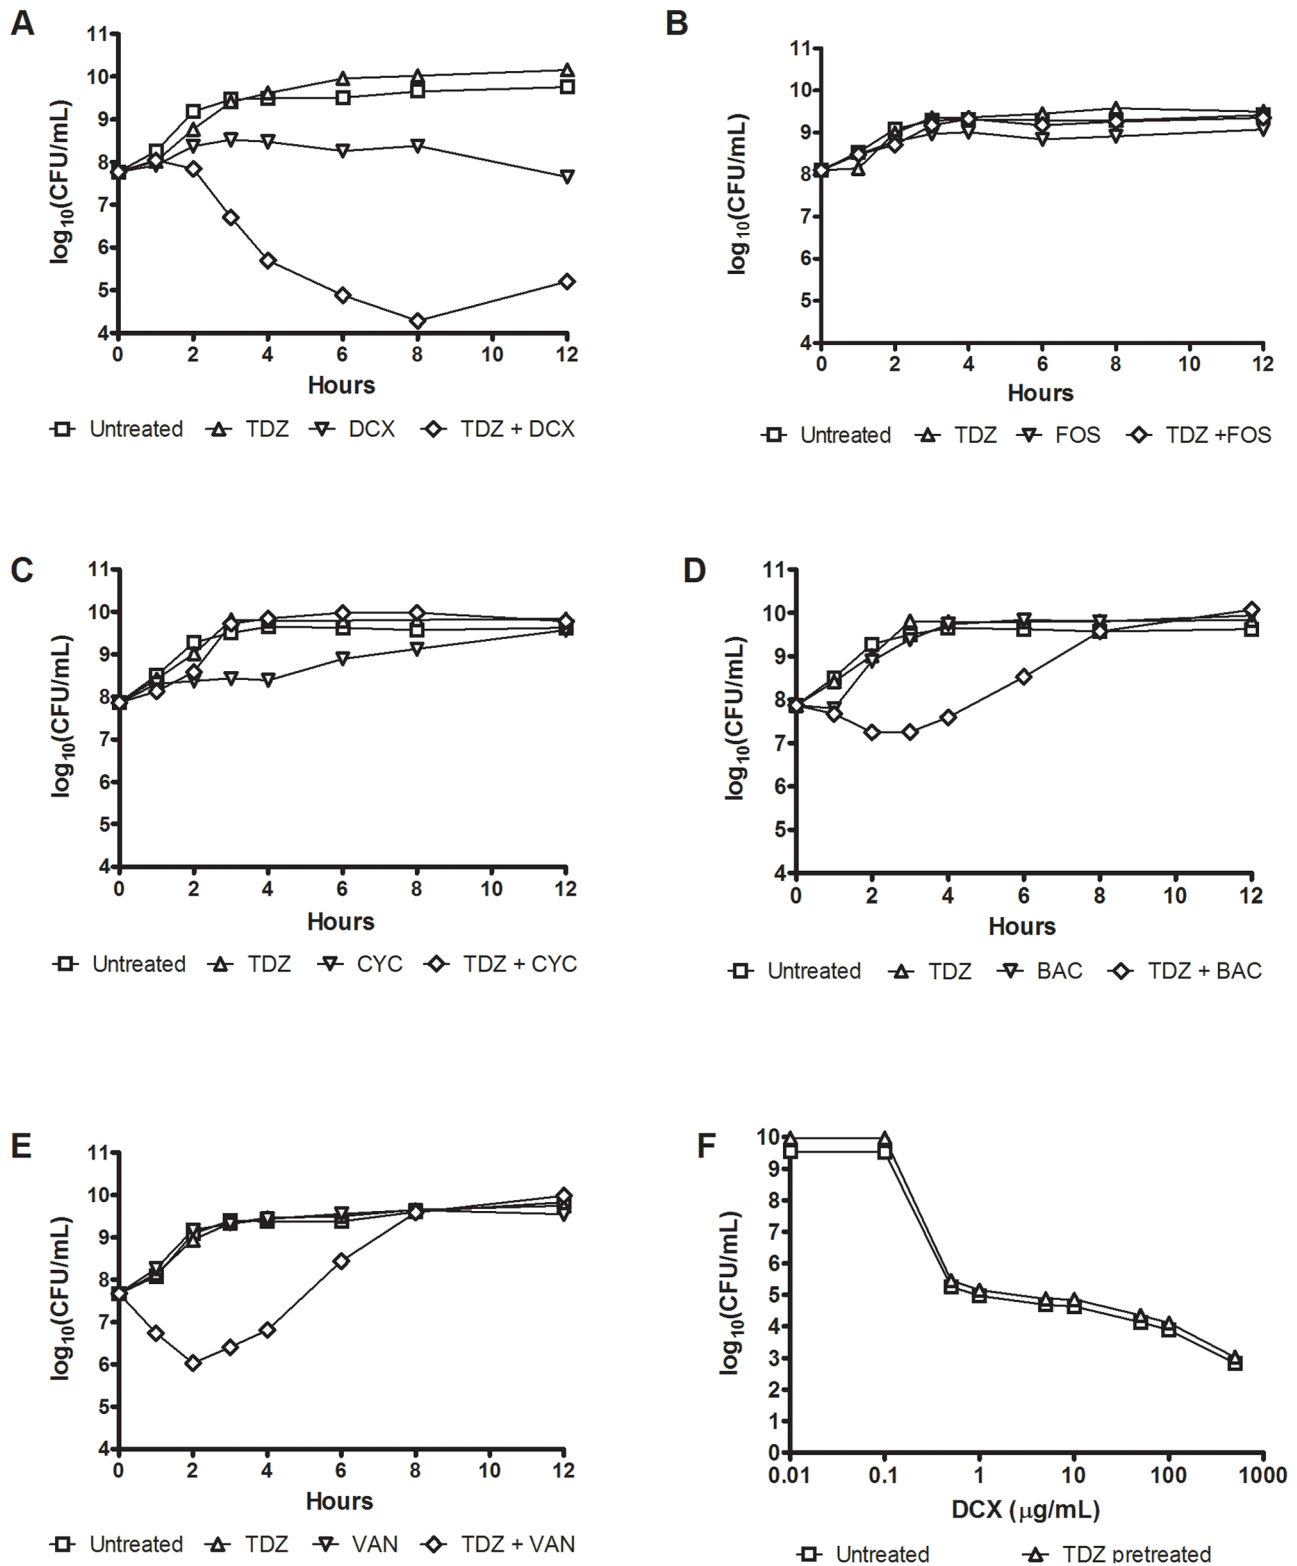 A
11
10
9
8
7
6
5
4
log10(CFU/mL)
0 2 4 6 8 10 12
Hours
Untreated TDZ DCX TDZ + DCX
B
11
10
9
8
7
6
5
4
log10(CFU/mL)
0 2 4 6 8 10 12
Hours
Untreated TDZ FOS TDZ +FOS
C
11
10
9
8
7
6
5
4
log10(CFU/mL)
0 2 4 6 8 10 12
Hours
Untreated TDZ CYC TDZ + CYC
D
11
10
9
8
7
6
5
4
log10(CFU/mL)
0 2 4 6 8 10 12
Hours
Untreated TDZ BAC TDZ + BAC
E
11
10
9
8
7
6
5
4
log10(CFU/mL)
0 2 4 6 8 10 12
Hours
Untreated TDZ VAN TDZ + VAN
F
10
9
8
7
6
5
4
3
2
1
0
log10(CFU/mL)
0.01 0.1 1 10 100 1000
DCX (μg/mL)
Untreated TDZ pretreated